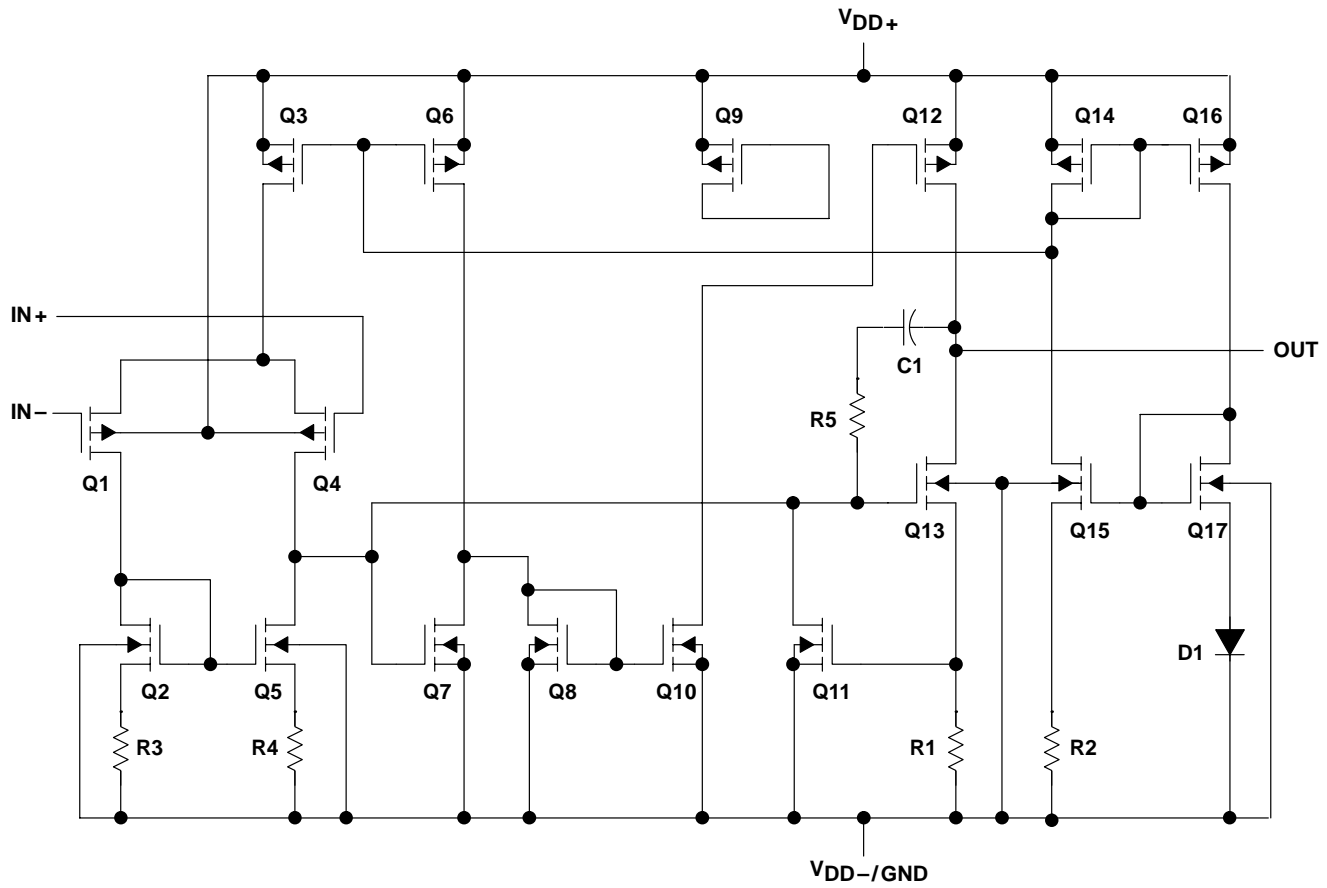 VDD+
Q3
Q6
Q9
Q12
Q14
Q16
IN+
C1
OUT
IN−
R5
Q1
Q4
Q13
Q15
Q17
Q2
Q5
Q7
Q8
Q10
Q11
D1
R3
R4
R1
R2
VDD−/GND